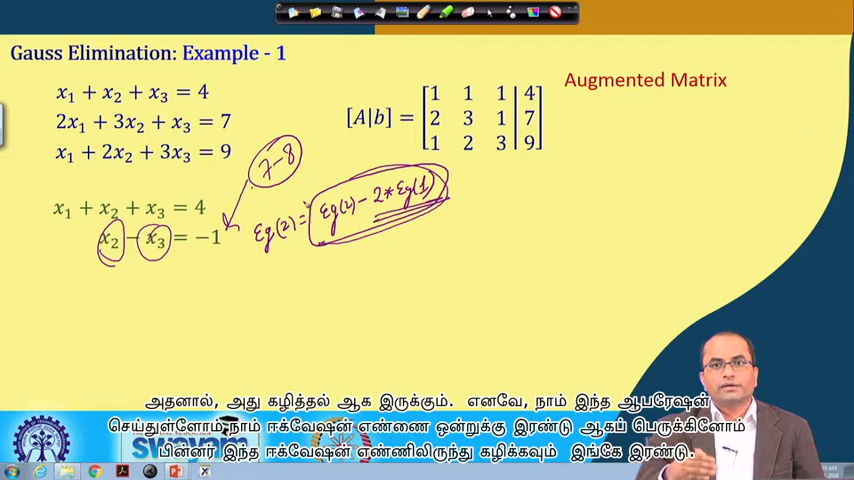 Gauss Elimination: Example - 1
x₁ + x₂ + x₃ = 4
2x₁ + 3x₂ + x₃ = 7
x₁ + 2x₂ + 3x₃ = 9
[A|b] = [1 1 1 | 4
2 3 1 | 7
1 2 3 | 9]
Augmented Matrix
7-8
x₁ + x₂ + x₃ = 4
x₂ − x₃ = −1
Eq(2) = Eq(2) - 2*Eq(1)
அதனால், அது கழித்தல் ஆக இருக்கும். எனவே, நாம் இந்த ஆபரேஷன்
செய்துள்ளோம் நாம் ஈக்வேஷன் எண்ணை ஒன்றுக்கு இரண்டு ஆகப் பெருக்கினோம்
பின்னர் இந்த ஈக்வேஷன் எண்ணிலிருந்து கழிக்கவும் இங்கே இரண்டு.
swayam